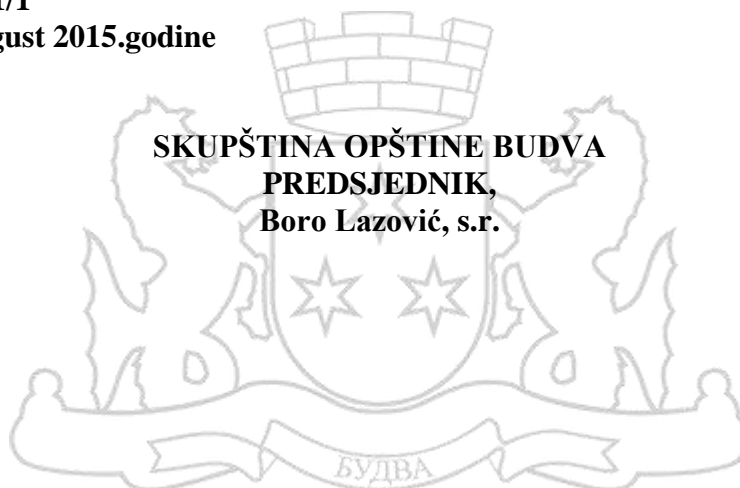 gust 2015.godine
SKUPŠTINA OPŠTINE BUDVA
PREDSJEDNIK,
Boro Lazović, s.r.
БУДВА